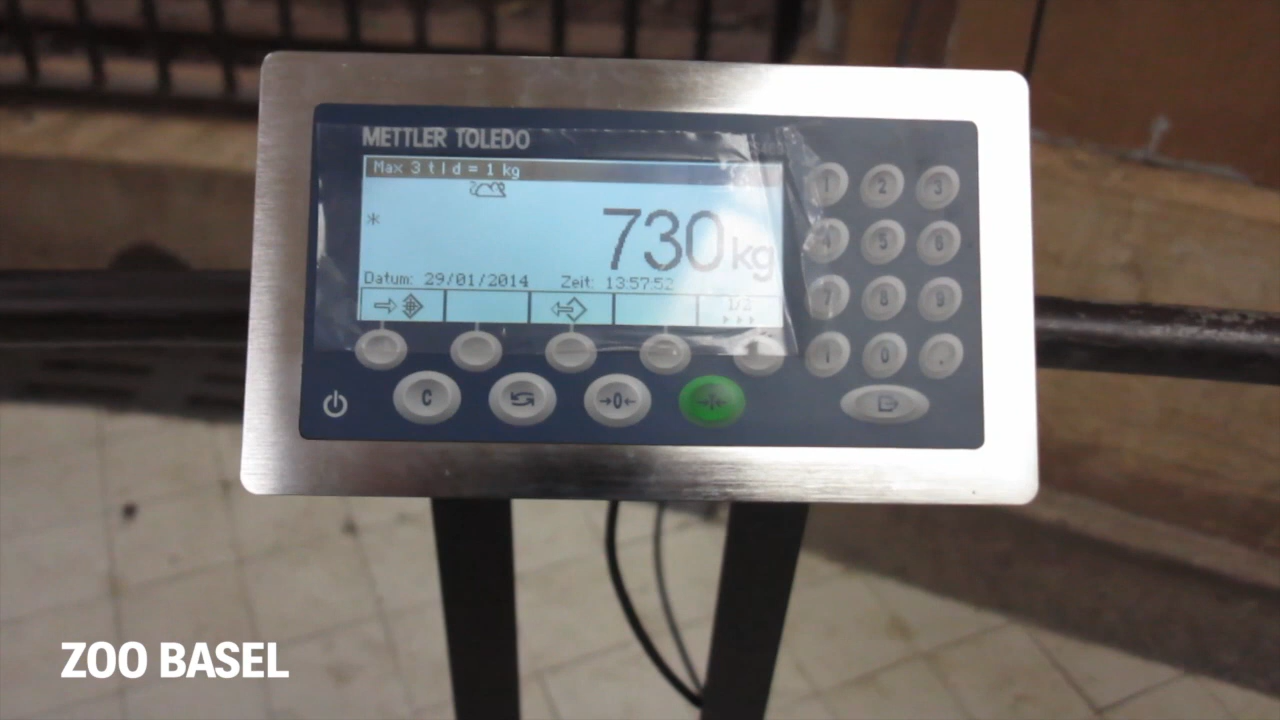 METTLER TOLEDO
Max 3 t | d = 1 kg
*
730 kg
Datum: 29/01/2014 Zeit: 13:57:52
1 2 3
4 5 6
7 8 9
0 .
C
→0←
ZOO BASEL